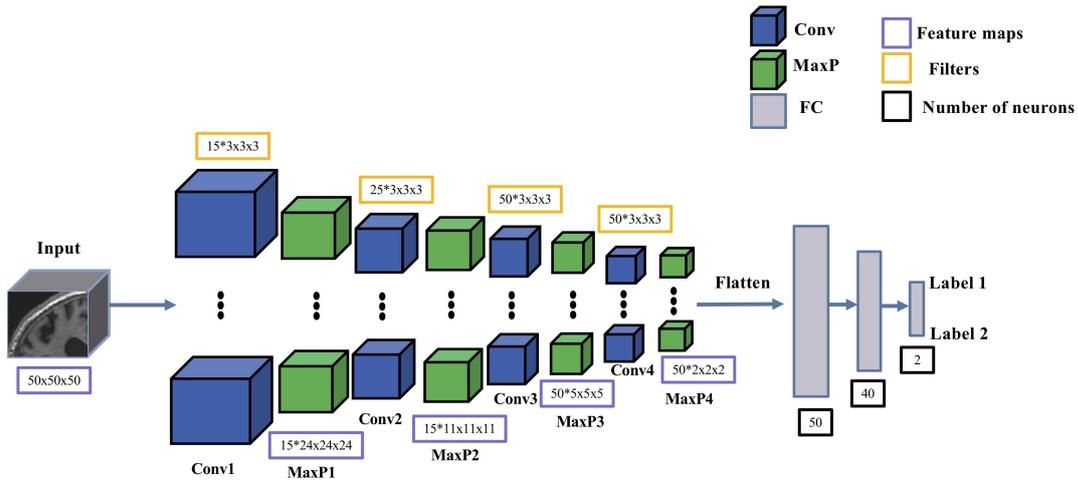 Conv
Feature maps
MaxP
Filters
FC
Number of neurons
15*3x3x3
25*3x3x3
50*3x3x3
50*3x3x3
Input
Flatten
Label 1
Label 2
50x50x50
2
50*2x2x2
Conv4
40
50*5x5x5
Conv3
MaxP4
Conv2
MaxP3
50
15*11x11x11
15*24x24x24
MaxP2
Conv1
MaxP1